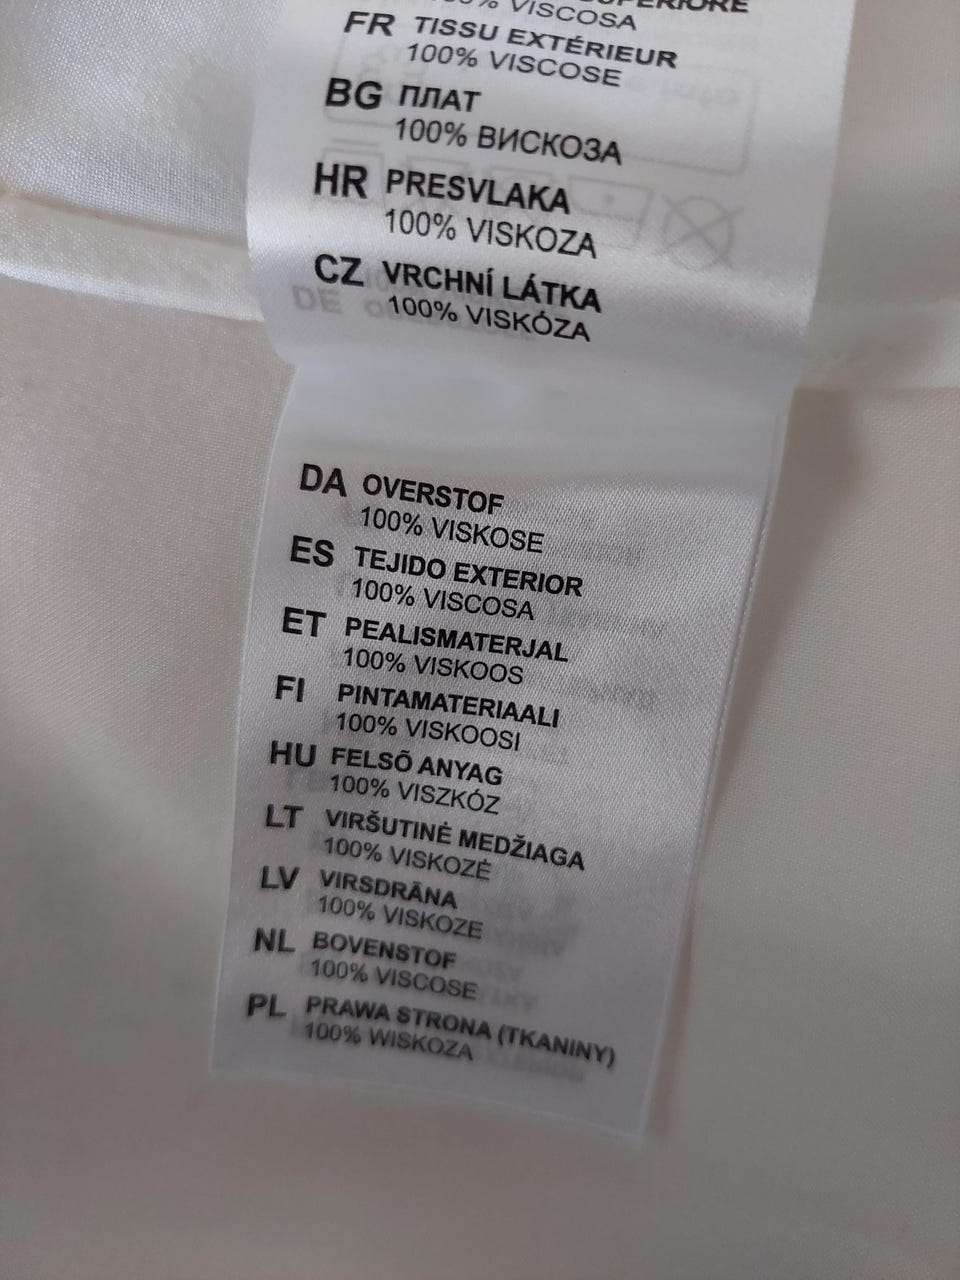 VISCOSA
FR TISSU EXTÉRIEUR
100% VISCOSE
BG ПЛАТ
100% ВИСКОЗА
HR PRESVLAKA
100% VISKOZA
CZ VRCHNÍ LÁTKA
100% VISKÓZA
DE
DA OVERSTOF
100% VISKOSE
ES TEJIDO EXTERIOR
100% VISCOSA
ET PEALISMATERJAL
100% VISKOOS
FI PINTAMATERIAALI
100% VISKOOSI
HU FELSÕ ANYAG
100% VISZKÓZ
LT VIRŠUTINĖ MEDŽIAGA
100% VISKOZĖ
LV VIRSDRĀNA
100% VISKOZE
NL BOVENSTOF
100% VISCOSE
PL PRAWA STRONA (TKANINY)
100% WISKOZA